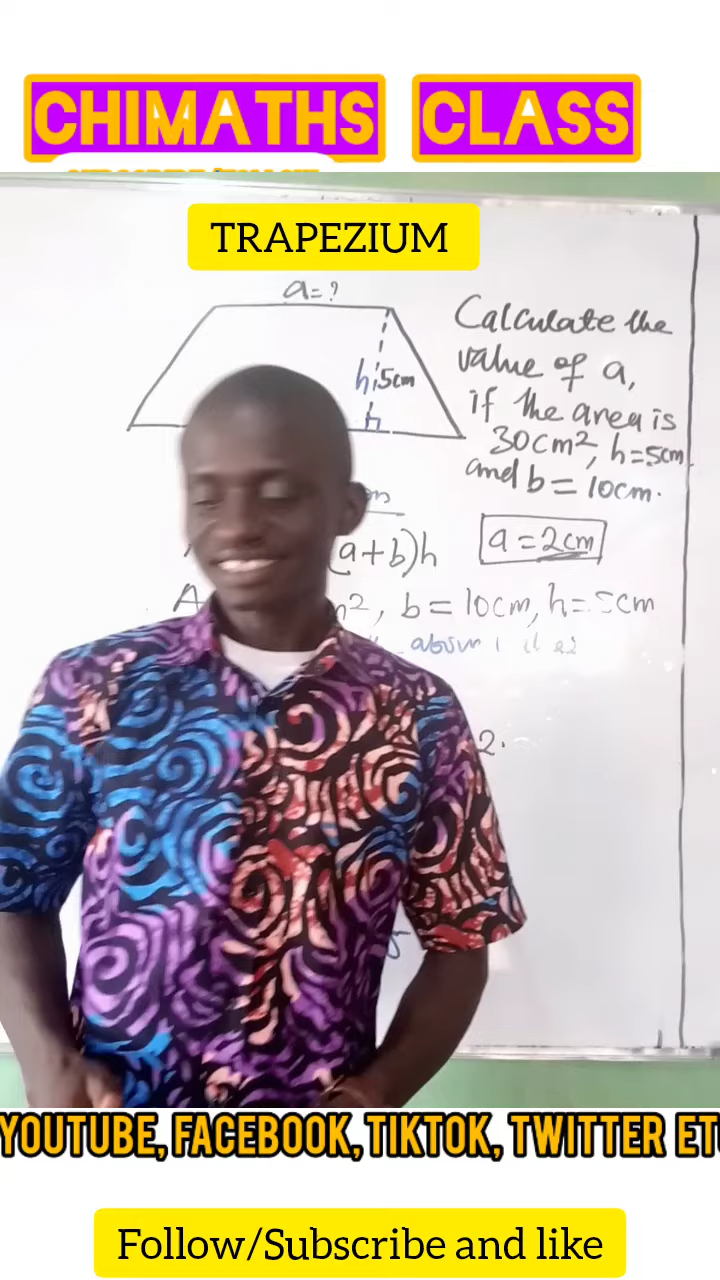 CHIMATHS CLASS
TRAPEZIUM
a=?
h=5cm
Calculate the
value of a,
if the area is
30cm², h=5cm
and b = 10cm.
(a+b)h
a = 2cm
A
, b = 10cm, h = 5cm
2.
YOUTUBE, FACEBOOK, TIKTOK, TWITTER
Follow/Subscribe and like